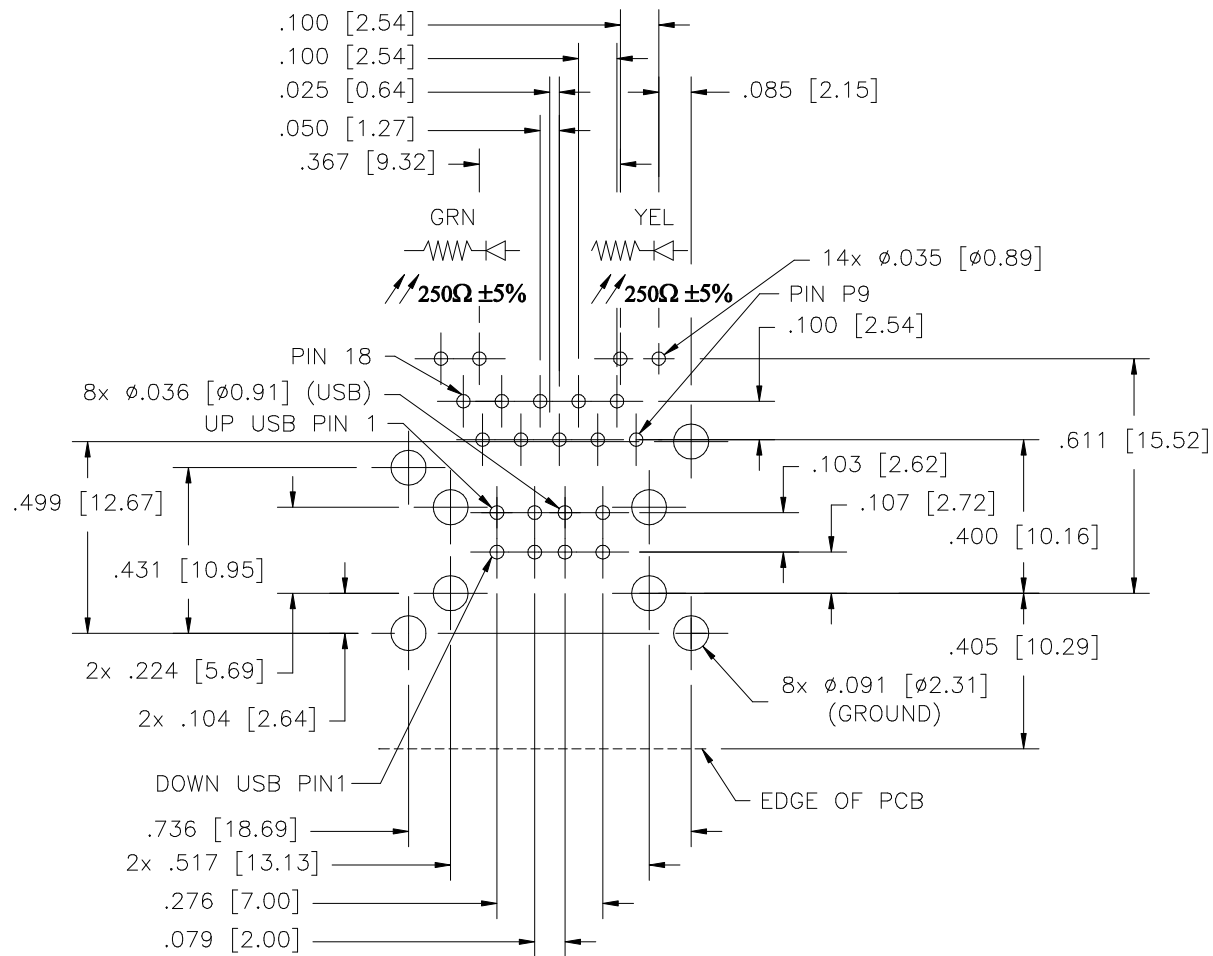 .100 [2.54]
.100 [2.54]
.025 [0.64]
.085 [2.15]
.050 [1.27]
.367 [9.32]
GRN
YEL
14x ø.035 [ø0.89]
250Ω ±5%
250Ω ±5%
PIN P9
.100 [2.54]
PIN 18
8x ø.036 [ø0.91] (USB)
UP USB PIN 1
.611 [15.52]
.103 [2.62]
.499 [12.67]
.107 [2.72]
.400 [10.16]
.431 [10.95]
.405 [10.29]
2x .224 [5.69]
8x ø.091 [ø2.31]
(GROUND)
2x .104 [2.64]
DOWN USB PIN1
EDGE OF PCB
.736 [18.69]
2x .517 [13.13]
.276 [7.00]
.079 [2.00]